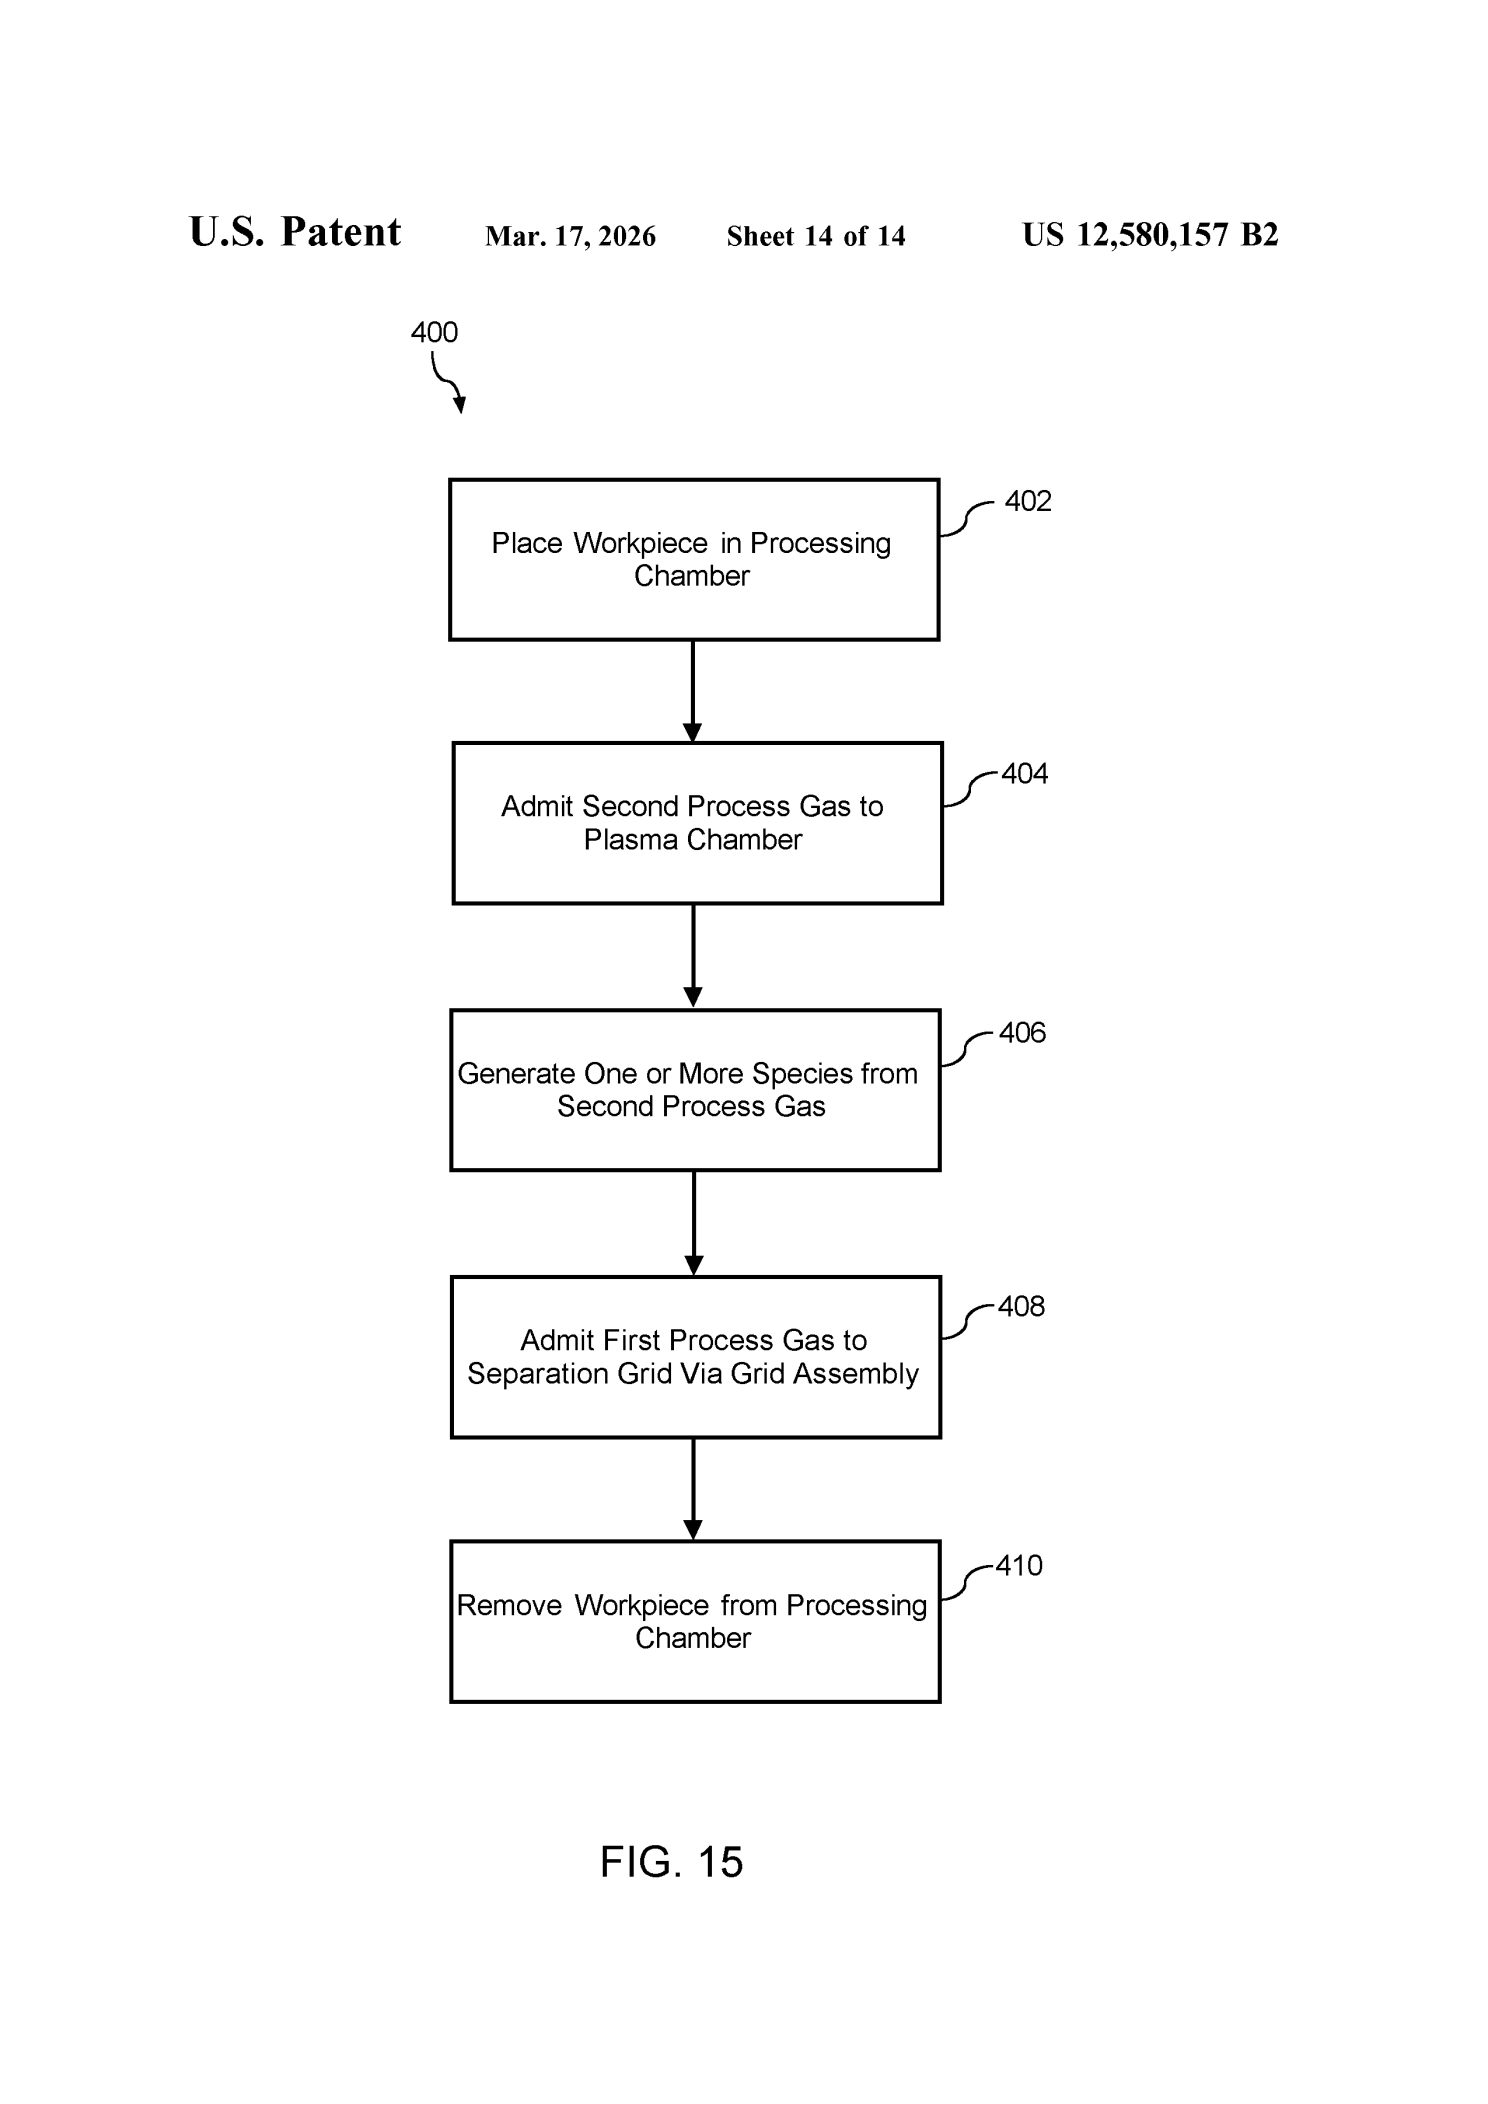 U.S. Patent Mar. 17, 2026 Sheet 14 of 14 US 12,580,157 B2
400
402
Place Workpiece in Processing
Chamber
404
Admit Second Process Gas to
Plasma Chamber
406
Generate One or More Species from
Second Process Gas
408
Admit First Process Gas to
Separation Grid Via Grid Assembly
410
Remove Workpiece from Processing
Chamber
FIG. 15